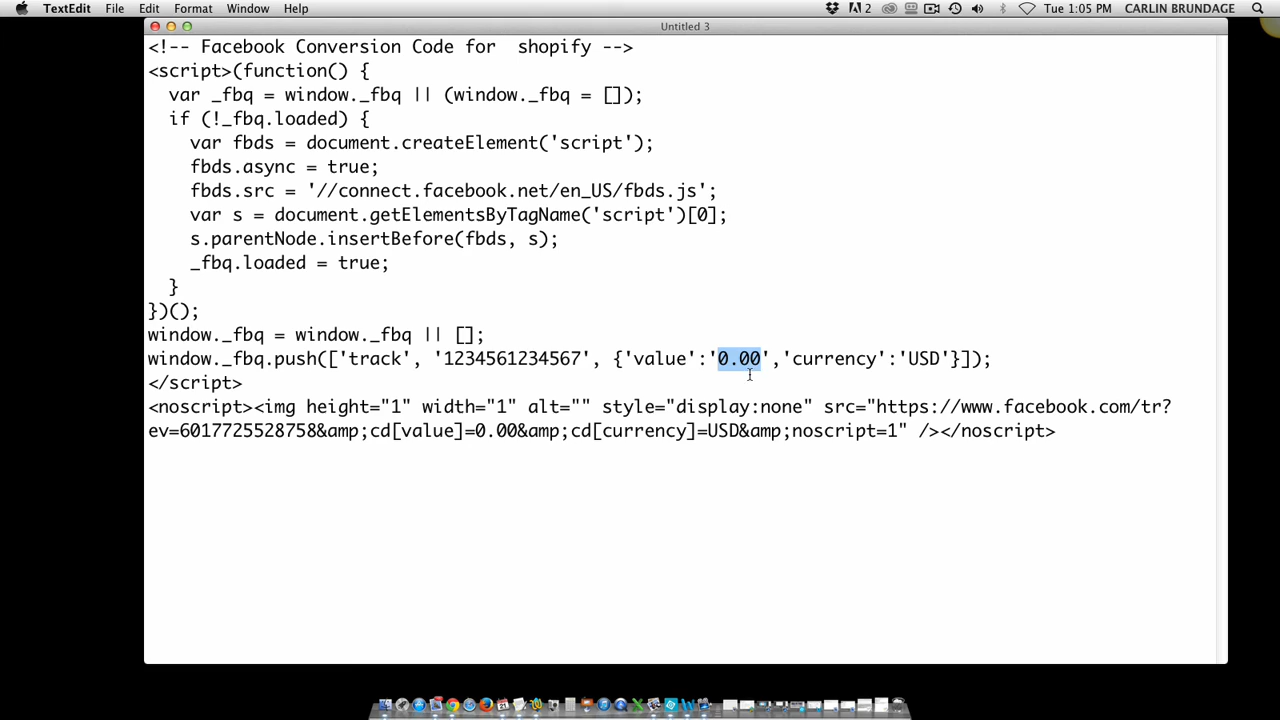 TextEdit File Edit Format Window Help 2 Tue 1:05 PM CARLIN BRUNDAGE
Untitled 3
<!-- Facebook Conversion Code for  shopify -->
<script>(function() {
  var _fbq = window._fbq || (window._fbq = []);
  if (!_fbq.loaded) {
    var fbds = document.createElement('script');
    fbds.async = true;
    fbds.src = '//connect.facebook.net/en_US/fbds.js';
    var s = document.getElementsByTagName('script')[0];
    s.parentNode.insertBefore(fbds, s);
    _fbq.loaded = true;
  }
})();
window._fbq = window._fbq || [];
window._fbq.push(['track', '1234561234567', {'value':'0.00','currency':'USD'}]);
</script>
<noscript><img height="1" width="1" alt="" style="display:none" src="https://www.facebook.com/tr?
ev=6017725528758&amp;cd[value]=0.00&amp;cd[currency]=USD&amp;noscript=1" /></noscript>